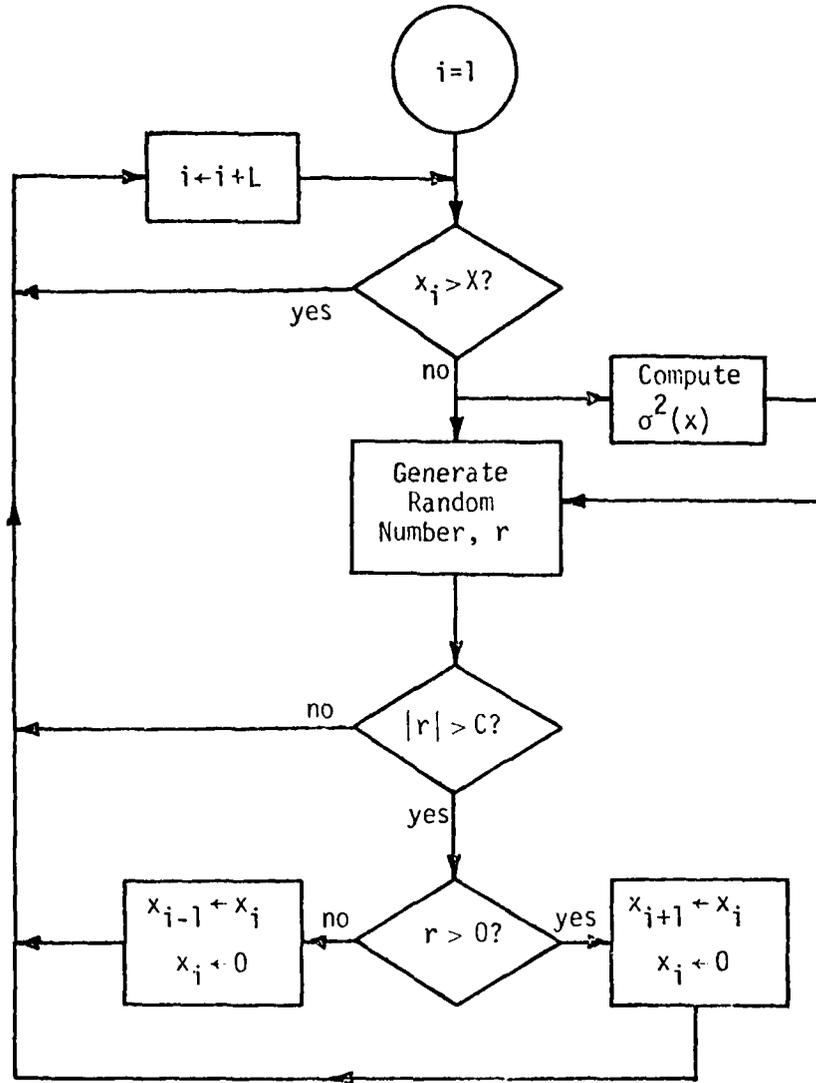 i=1
i←i+L
x_i > X?
yes
no
Compute
σ²(x)
Generate
Random
Number, r
no
|r| > C?
yes
x_{i-1} ← x_i
x_i ← 0
no
r > 0?
yes
x_{i+1} ← x_i
x_i ← 0